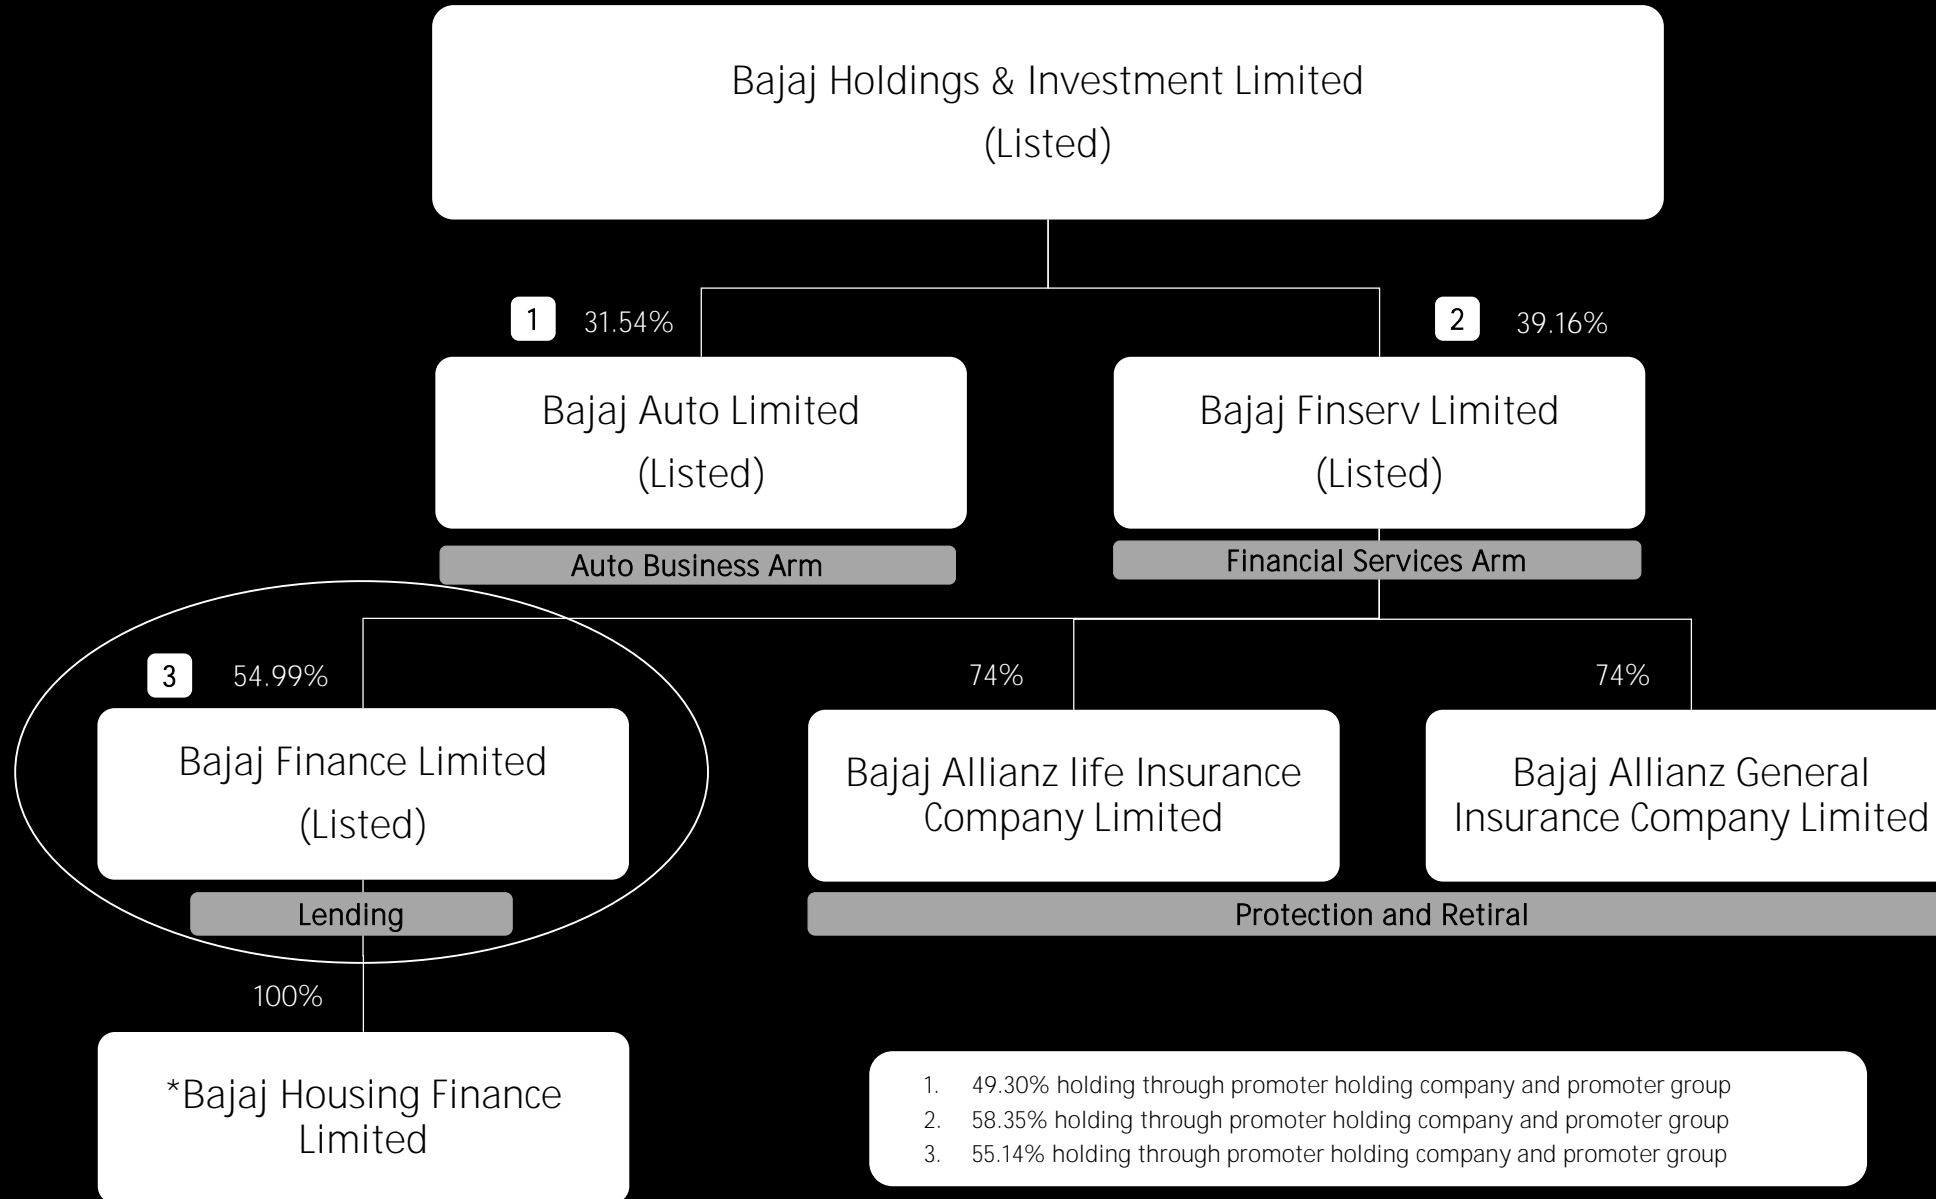 Bajaj Holdings & Investment Limited
(Listed)
1 31.54%
2 39.16%
Bajaj Auto Limited
(Listed)
Bajaj Finserv Limited
(Listed)
Auto Business Arm
Financial Services Arm
3 54.99%
74%
74%
Bajaj Finance Limited
(Listed)
Bajaj Allianz life Insurance
Company Limited
Bajaj Allianz General
Insurance Company Limited
Lending
Protection and Retiral
100%
*Bajaj Housing Finance
Limited
1. 49.30% holding through promoter holding company and promoter group
2. 58.35% holding through promoter holding company and promoter group
3. 55.14% holding through promoter holding company and promoter group